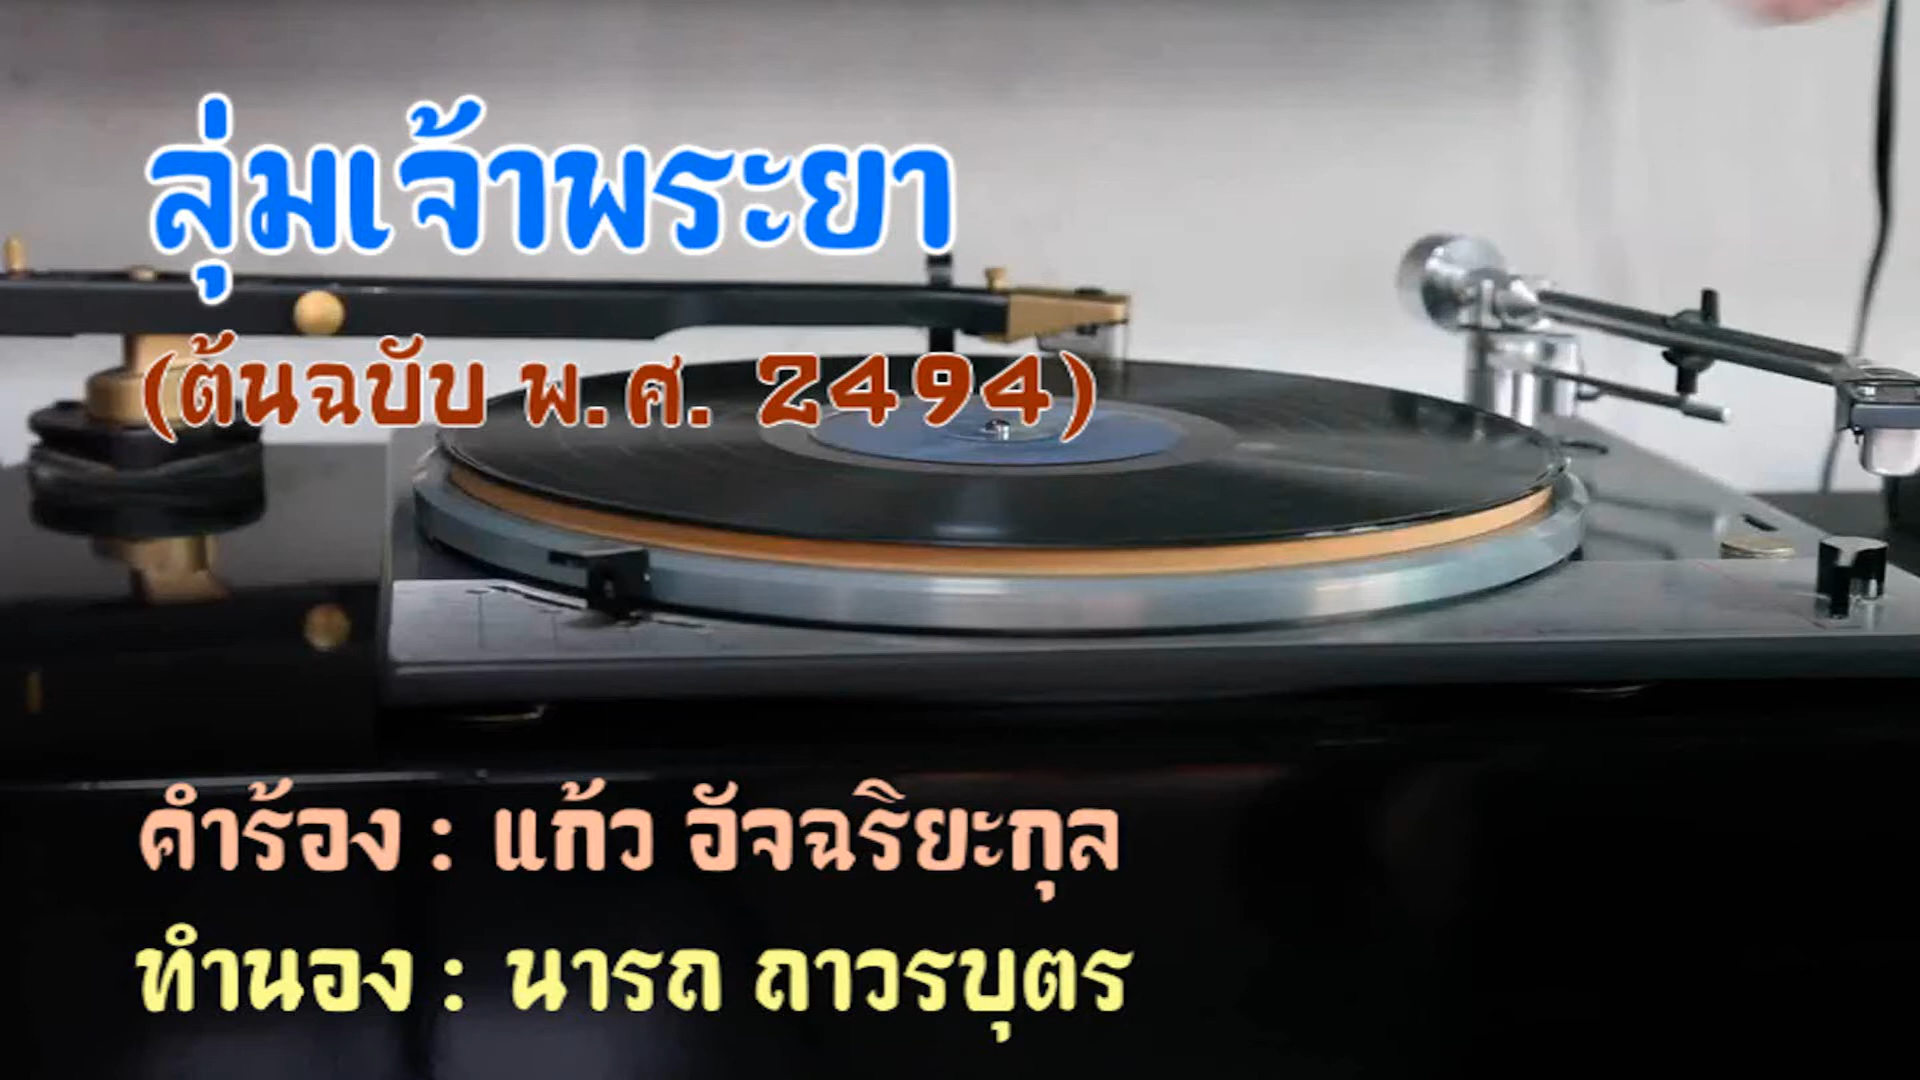 ลุ่มเจ้าพระยา
(ต้นฉบับ พ.ศ. 2494)
คำร้อง : แก้ว อัจฉริยะกุล
ทำนอง : นารถ ถาวรบุตร